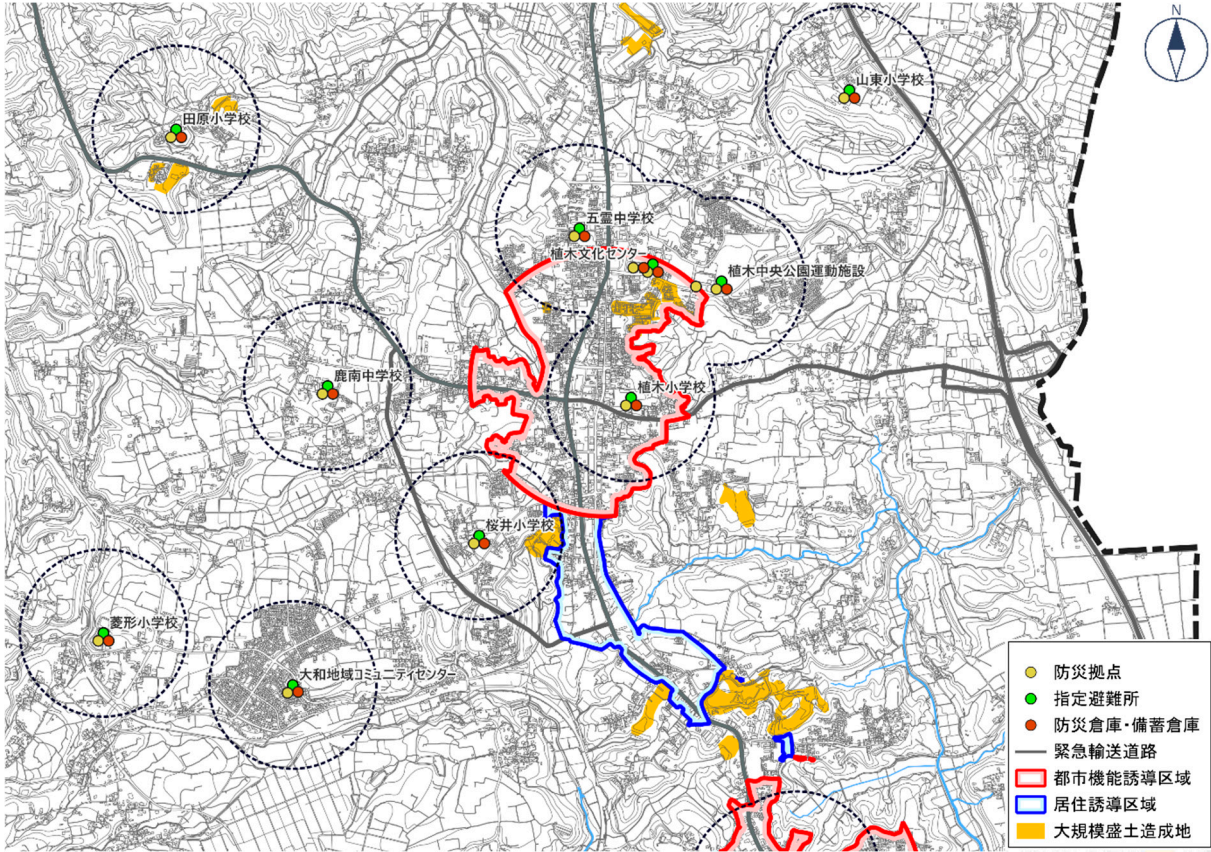 N
山東小学校
田原小学校
五霊中学校
植木文化センター
植木中央公園運動施設
鹿南中学校
植木小学校
桜井小学校
菱形小学校
大和地域コミュニティセンター
防災拠点
指定避難所
防災倉庫・備蓄倉庫
緊急輸送道路
都市機能誘導区域
居住誘導区域
大規模盛土造成地